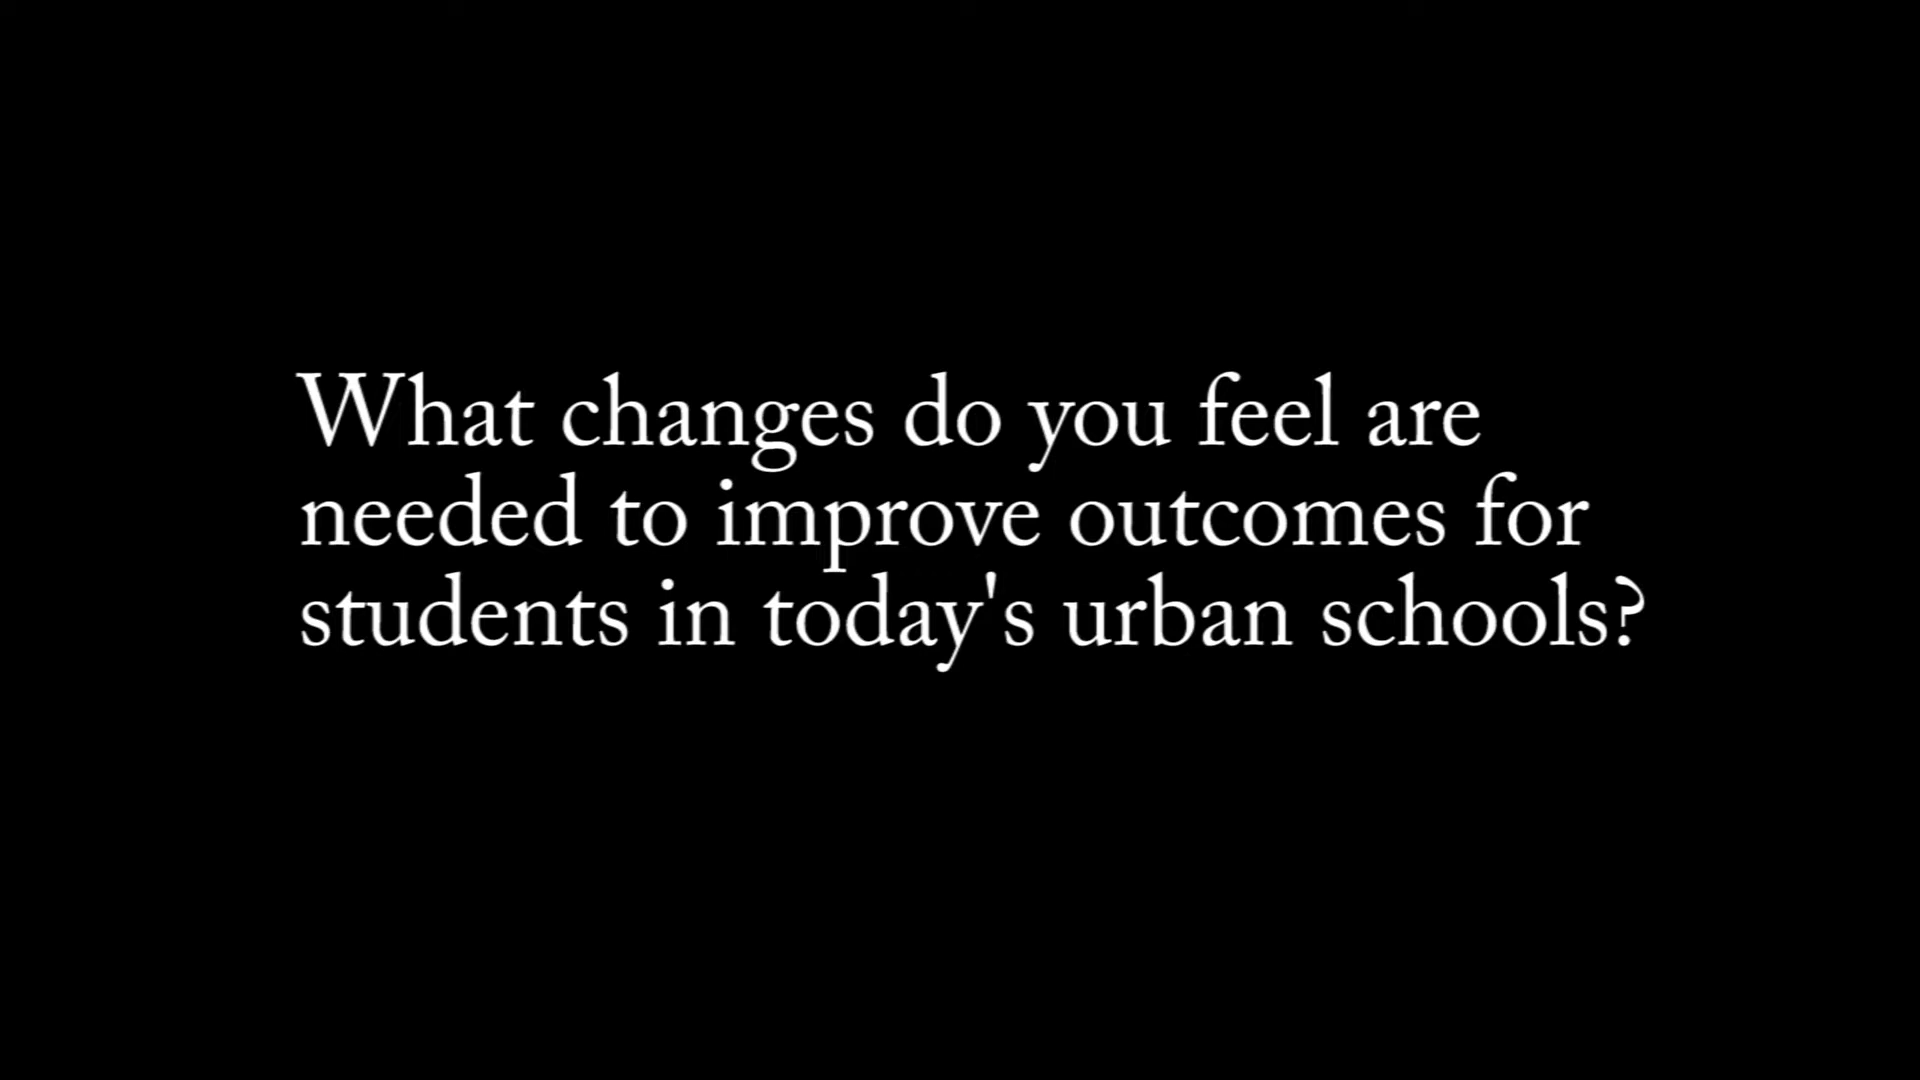 What changes do you feel are
needed to improve outcomes for
students in today's urban schools?